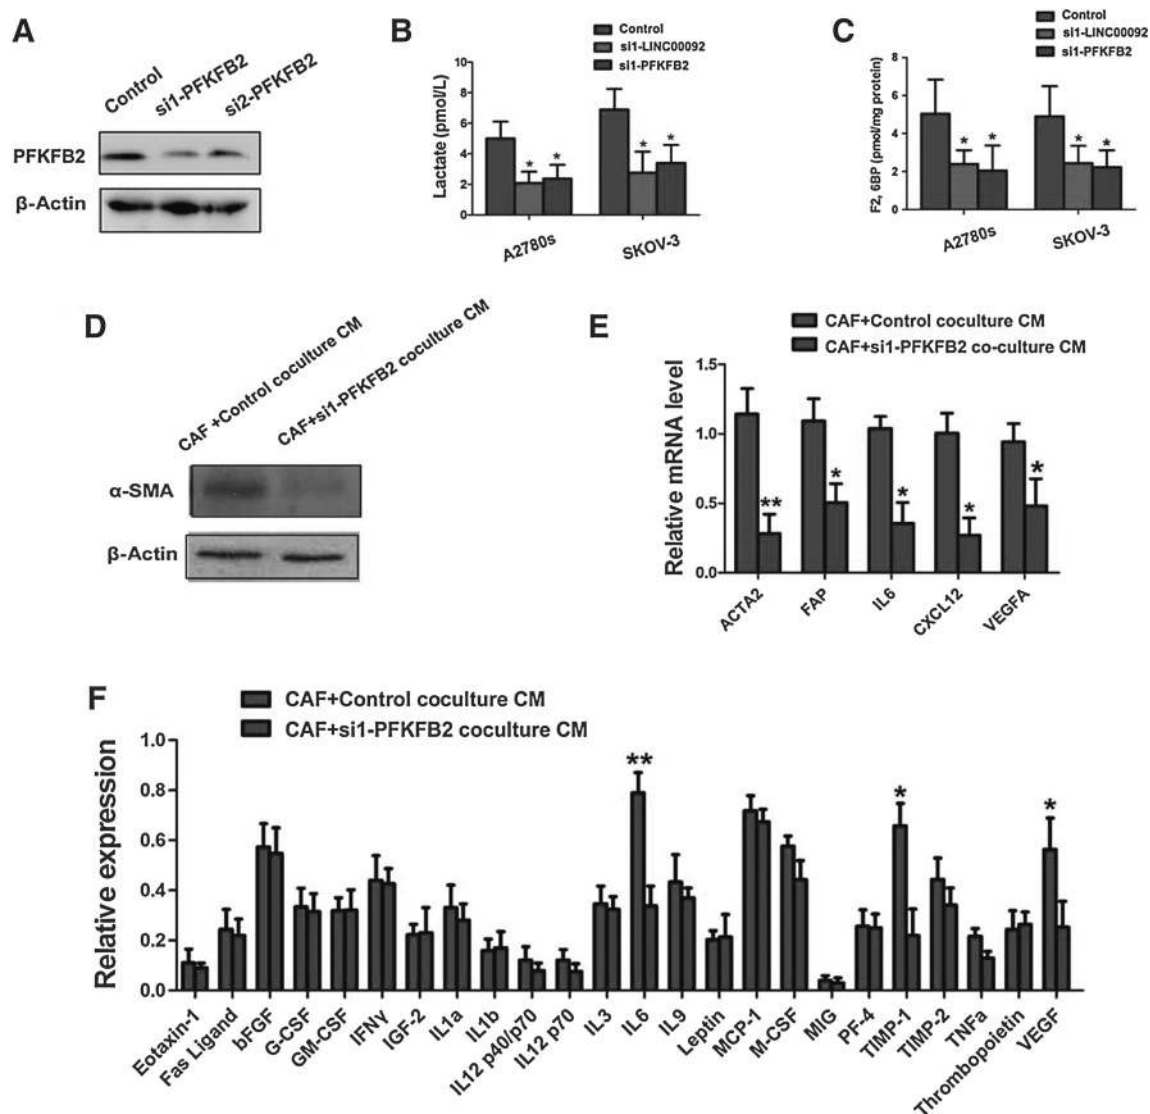 A
Control
si1-PFKFB2
si2-PFKFB2
PFKFB2
β-Actin
B
Control
si1-LINC00092
si1-PFKFB2
Lactate (pmol/L)
10
8
6
4
2
0
* * * *
A2780s
SKOV-3
C
Control
si1-LINC00092
si1-PFKFB2
F2, 6BP (pmol/mg protein)
8
6
4
2
0
* * * *
A2780s
SKOV-3
D
CAF +Control coculture CM
CAF+si1-PFKFB2 coculture CM
α-SMA
β-Actin
E
CAF+Control coculture CM
CAF+si1-PFKFB2 co-culture CM
Relative mRNA level
1.5
1.0
0.5
0.0
** * * * *
ACTA2
FAP
IL6
CXCL12
VEGFA
F
CAF+Control coculture CM
CAF+si1-PFKFB2 coculture CM
Relative expression
1.0
0.8
0.6
0.4
0.2
0.0
** * *
Eotaxin-1
Fas Ligand
bFGF
G-CSF
GM-CSF
IFNγ
IGF-2
IL1a
IL1b
IL12 p40/p70
IL12 p70
IL3
IL6
IL9
Leptin
MCP-1
M-CSF
MIG
PF-4
TIMP-1
TIMP-2
TNFa
Thrombopoietin
VEGF